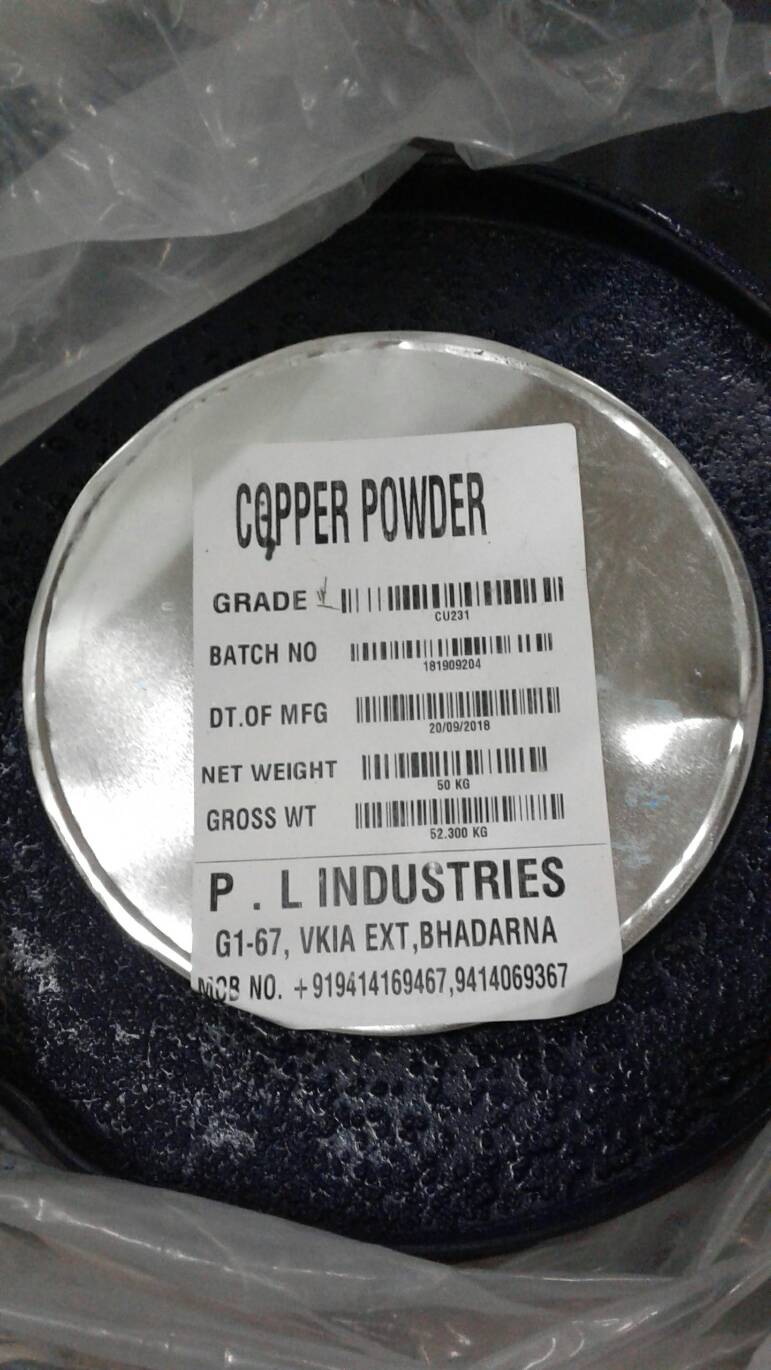 COPPER POWDER
GRADE
CU231
BATCH NO
181909204
DT.OF MFG
20/09/2018
NET WEIGHT
50 KG
GROSS WT
52.300 KG
P . L INDUSTRIES
G1-67, VKIA EXT,BHADARNA
MOB NO. +919414169467,9414069367